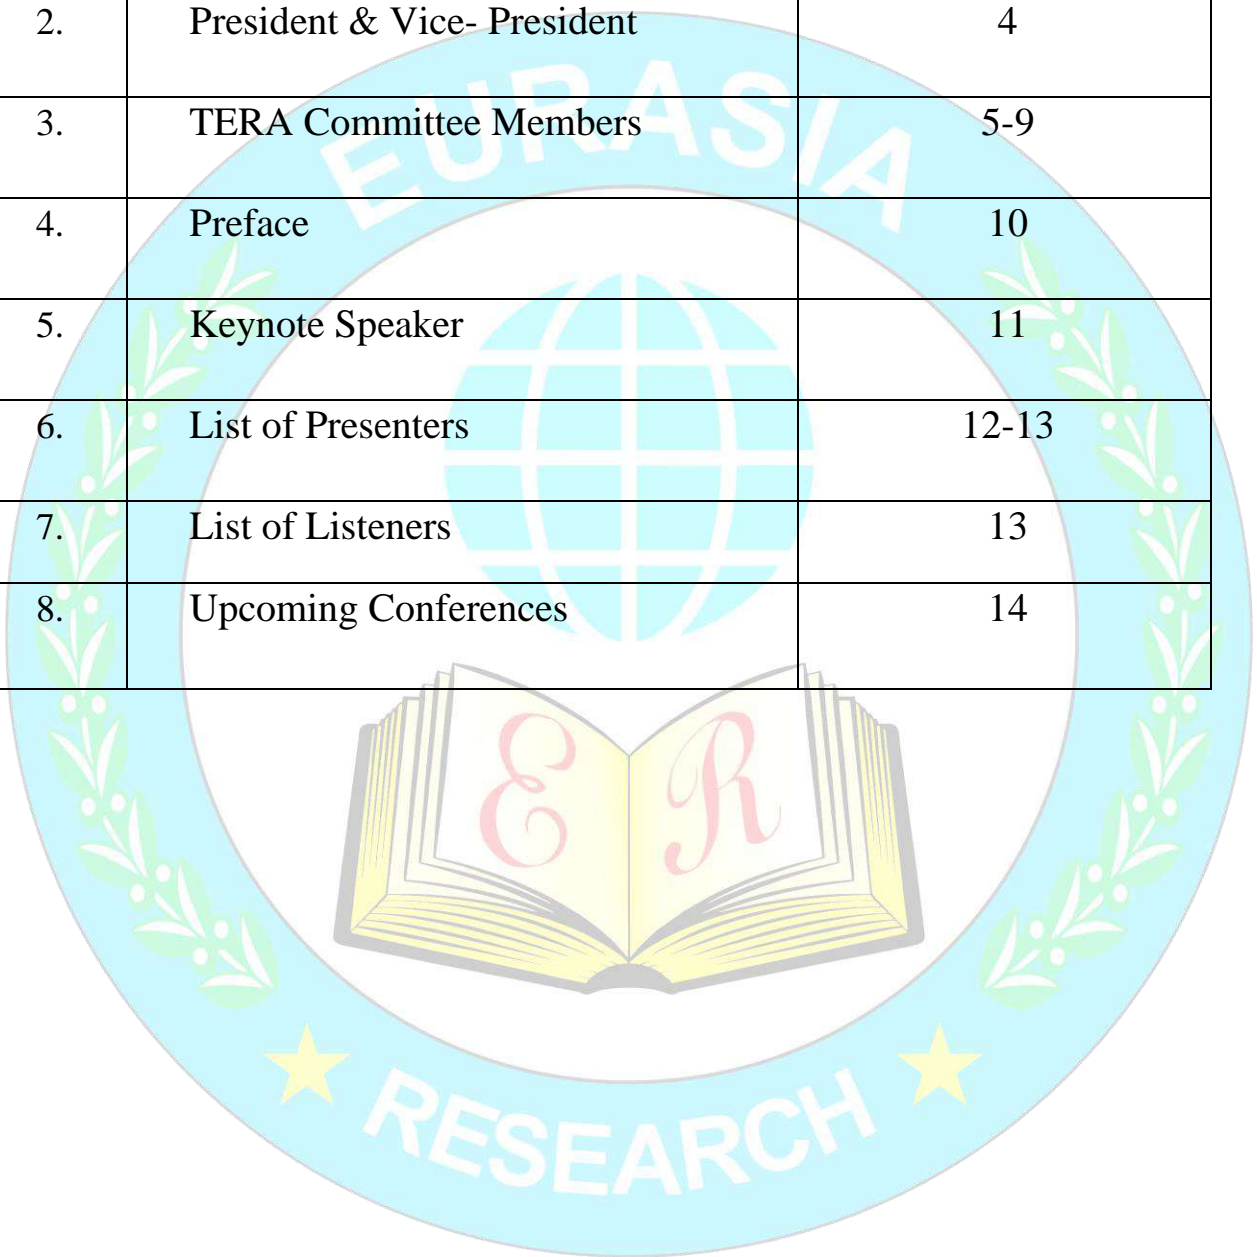 2. President & Vice- President 4
3. TERA Committee Members 5-9
4. Preface 10
5. Keynote Speaker 11
6. List of Presenters 12-13
7. List of Listeners 13
8. Upcoming Conferences 14
EURASIA
E R
RESEARCH